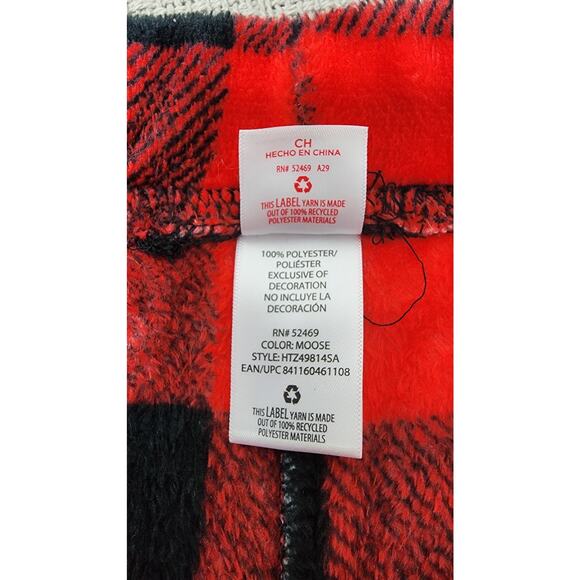 CH
HECHO EN CHINA
RN# 52469 A29
THIS LABEL YARN IS MADE
OUT OF 100% RECYCLED
POLYESTER MATERIALS
100% POLYESTER/
POLIÉSTER
EXCLUSIVE OF
DECORATION
NO INCLUYE LA
DECORACIÓN
RN# 52469
COLOR: MOOSE
STYLE: HTZ49814SA
EAN/UPC 841160461108
THIS LABEL YARN IS MADE
OUT OF 100% RECYCLED
POLYESTER MATERIALS